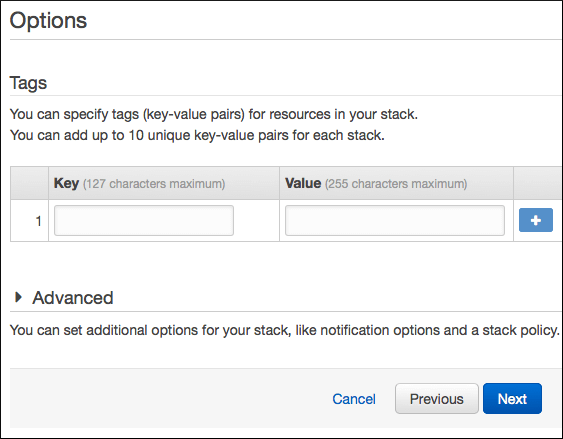 Options
Tags
You can specify tags (key-value pairs) for resources in your stack.
You can add up to 10 unique key-value pairs for each stack.
Key (127 characters maximum) Value (255 characters maximum)
1 +
Advanced
You can set additional options for your stack, like notification options and a stack policy.
Cancel Previous Next